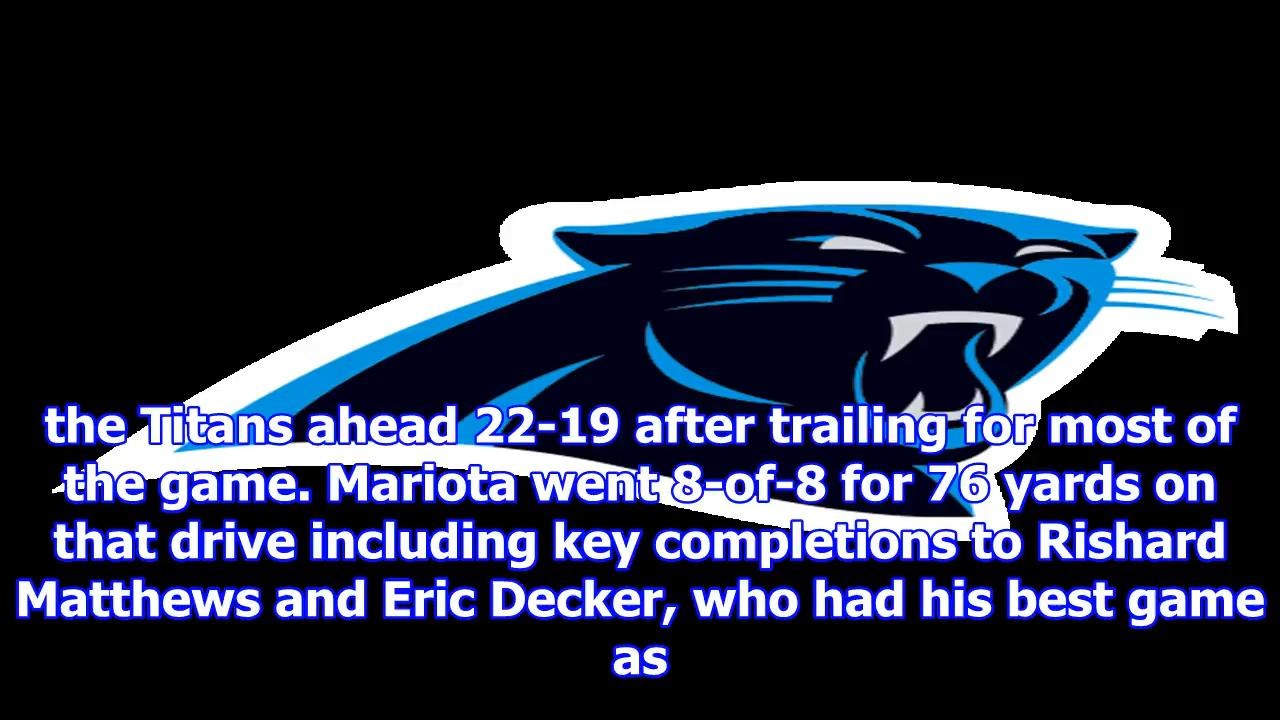 the Titans ahead 22-19 after trailing for most of
the game. Mariota went 8-of-8 for 76 yards on
that drive including key completions to Rishard
Matthews and Eric Decker, who had his best game
as